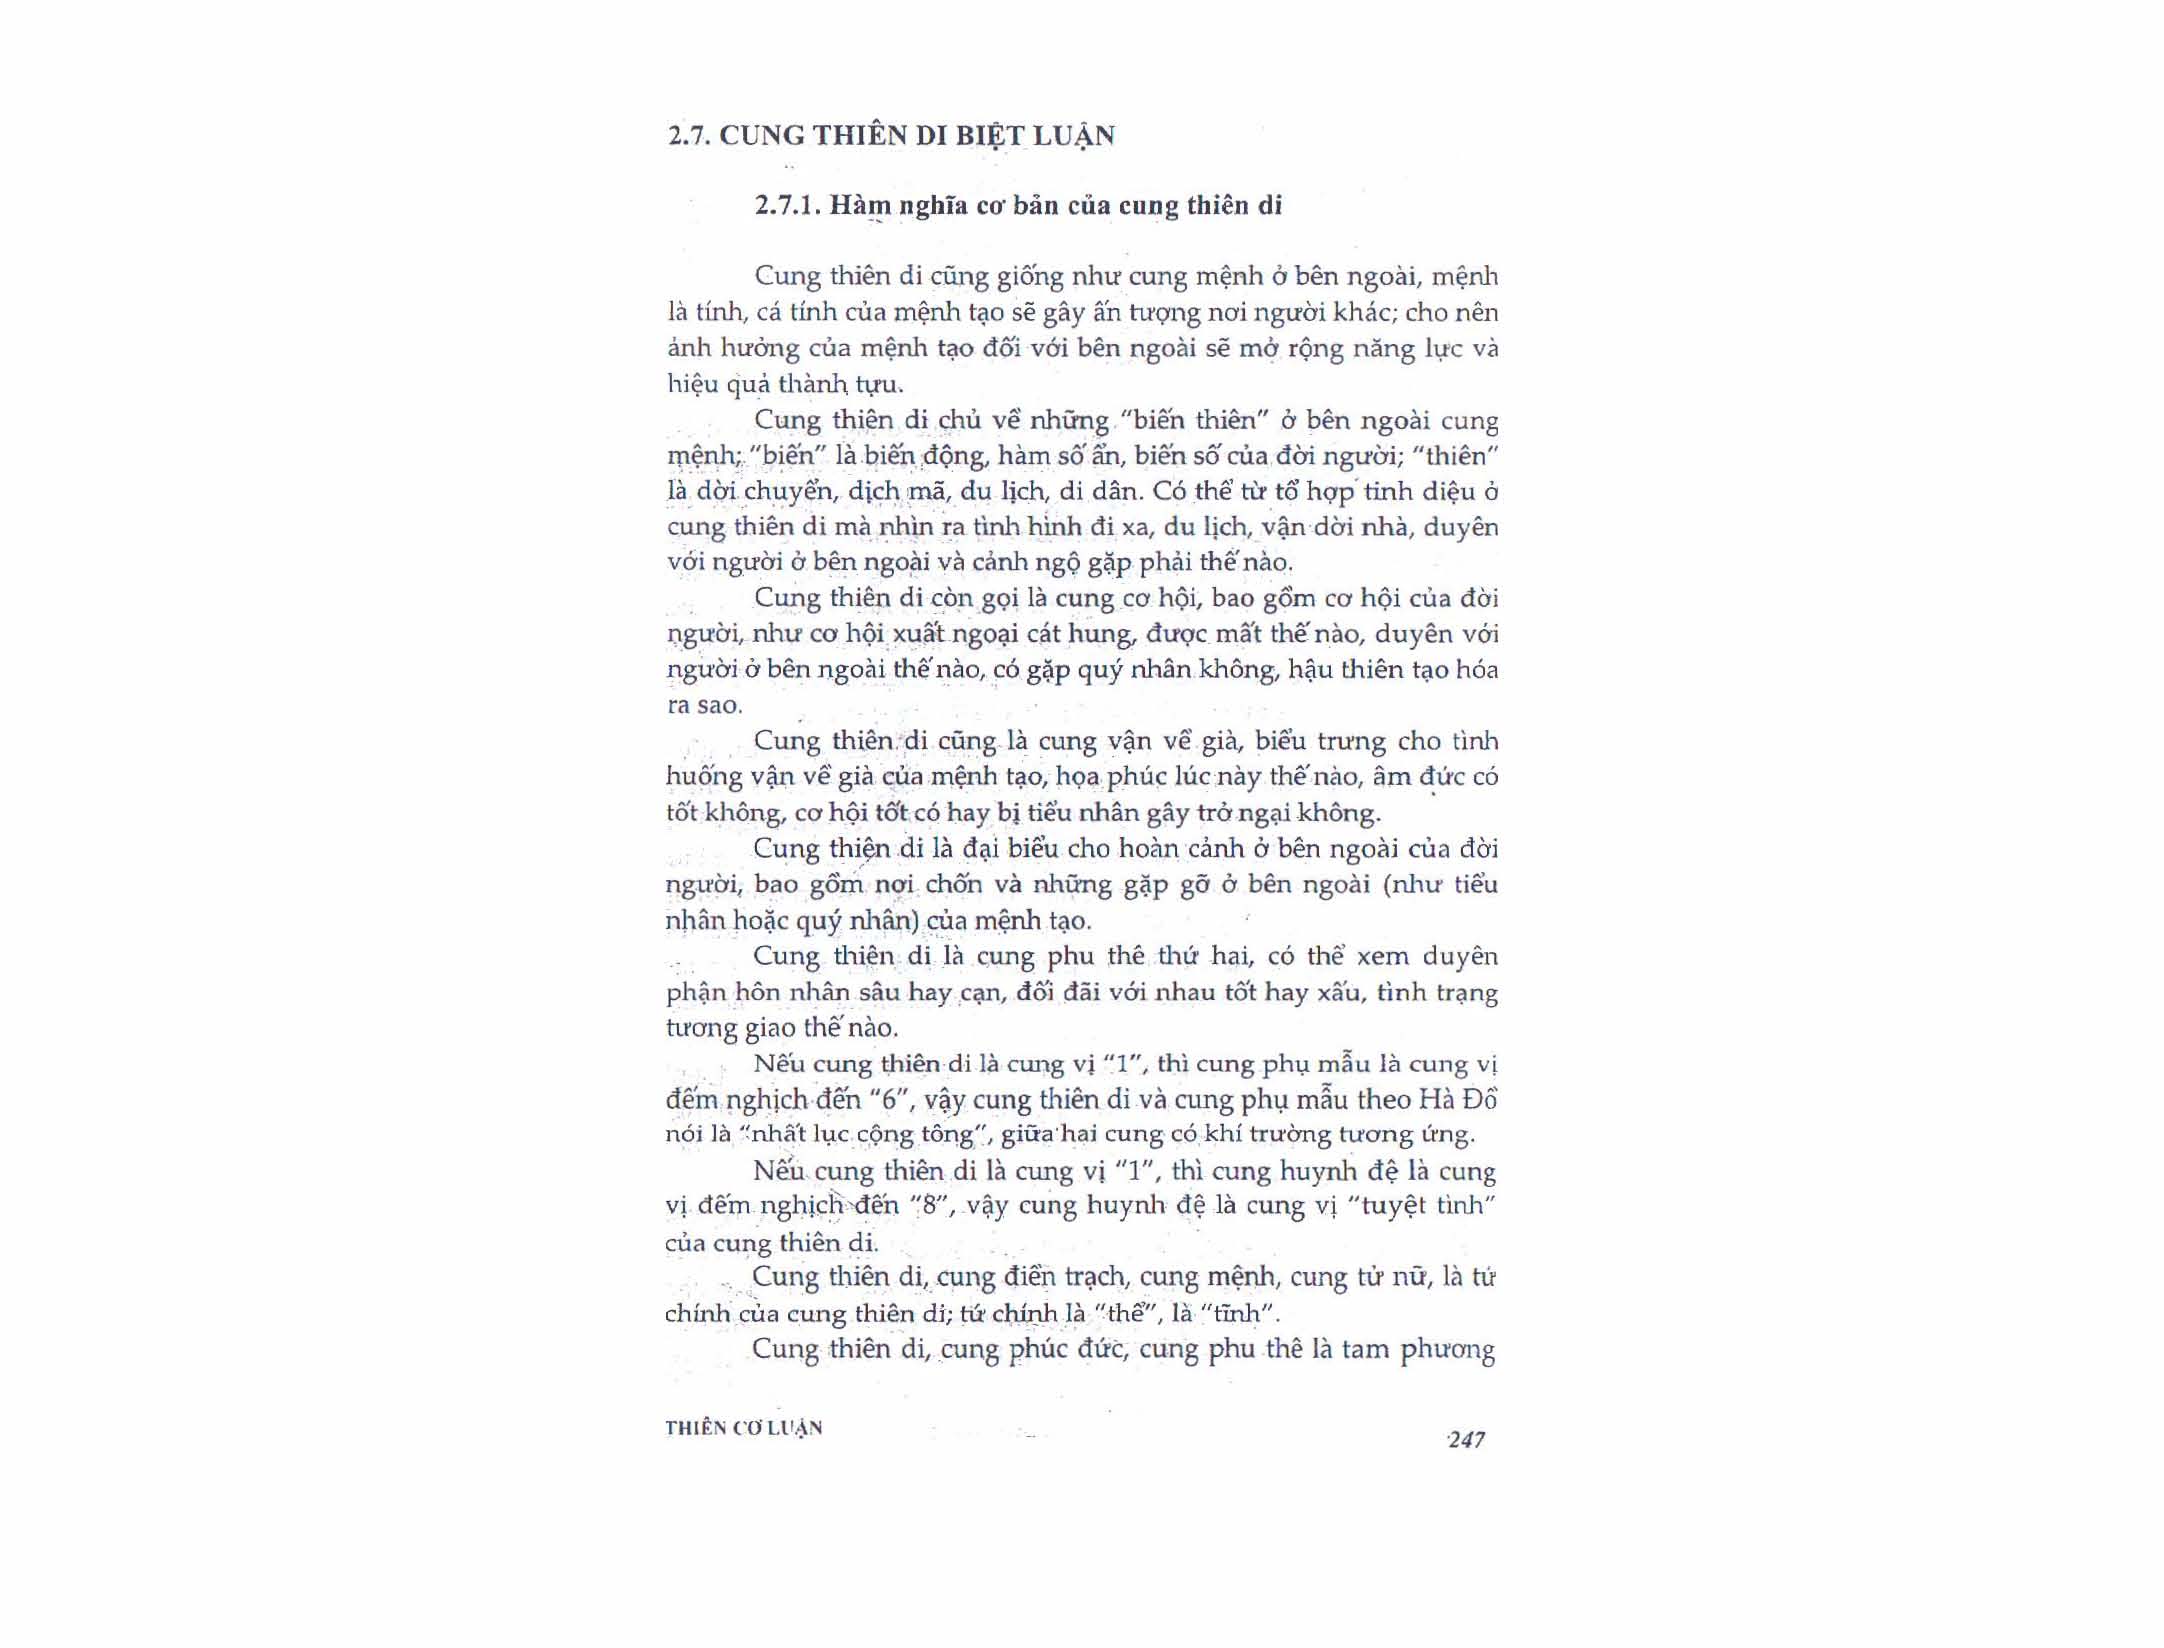 2.7. CUNG THIÊN DI BIỆT LUẬN
2.7.1. Hàm nghĩa cơ bản của cung thiên di
Cung thiên di cũng giống như cung mệnh ở bên ngoài, mệnh
là tính, cá tính của mệnh tạo sẽ gây ấn tượng nơi người khác; cho nên
ảnh hưởng của mệnh tạo đối với bên ngoài sẽ mở rộng năng lực và
hiệu quả thành tựu.
Cung thiên di chủ về những "biến thiên" ở bên ngoài cung
mệnh; "biến" là biến động, hàm số ẩn, biến số của đời người; "thiên"
là dời chuyển, dịch mã, du lịch, di dân. Có thể từ tổ hợp tinh diệu ở
cung thiên di mà nhìn ra tình hình đi xa, du lịch, vận dời nhà, duyên
với người ở bên ngoài và cảnh ngộ gặp phải thế nào.
Cung thiên di còn gọi là cung cơ hội, bao gồm cơ hội của đời
người, như cơ hội xuất ngoại cát hung, được mất thế nào, duyên với
người ở bên ngoài thế nào, có gặp quý nhân không, hậu thiên tạo hóa
ra sao.
Cung thiên di cũng là cung vận về già, biểu trưng cho tình
huống vận về già của mệnh tạo, họa phúc lúc này thế nào, âm đức có
tốt không, cơ hội tốt có hay bị tiểu nhân gây trở ngại không.
Cung thiên di là đại biểu cho hoàn cảnh ở bên ngoài của đời
người, bao gồm nơi chốn và những gặp gỡ ở bên ngoài (như tiểu
nhân hoặc quý nhân) của mệnh tạo.
Cung thiên di là cung phu thê thứ hai, có thể xem duyên
phận hôn nhân sâu hay cạn, đối đãi với nhau tốt hay xấu, tình trạng
tương giao thế nào.
Nếu cung thiên di là cung vị "1", thì cung phụ mẫu là cung vị
đếm nghịch đến "6", vậy cung thiên di và cung phụ mẫu theo Hà Đồ
nói là "nhất lục cộng tông", giữa hai cung có khí trường tương ứng.
Nếu cung thiên di là cung vị "1", thì cung huynh đệ là cung
vị đếm nghịch đến "8", vậy cung huynh đệ là cung vị "tuyệt tình"
của cung thiên di.
Cung thiên di, cung điền trạch, cung mệnh, cung tử nữ, là tứ
chính của cung thiên di; tứ chính là "thể", là "tĩnh".
Cung thiên di, cung phúc đức, cung phu thê là tam phương
THIÊN CƠ LUẬN
247